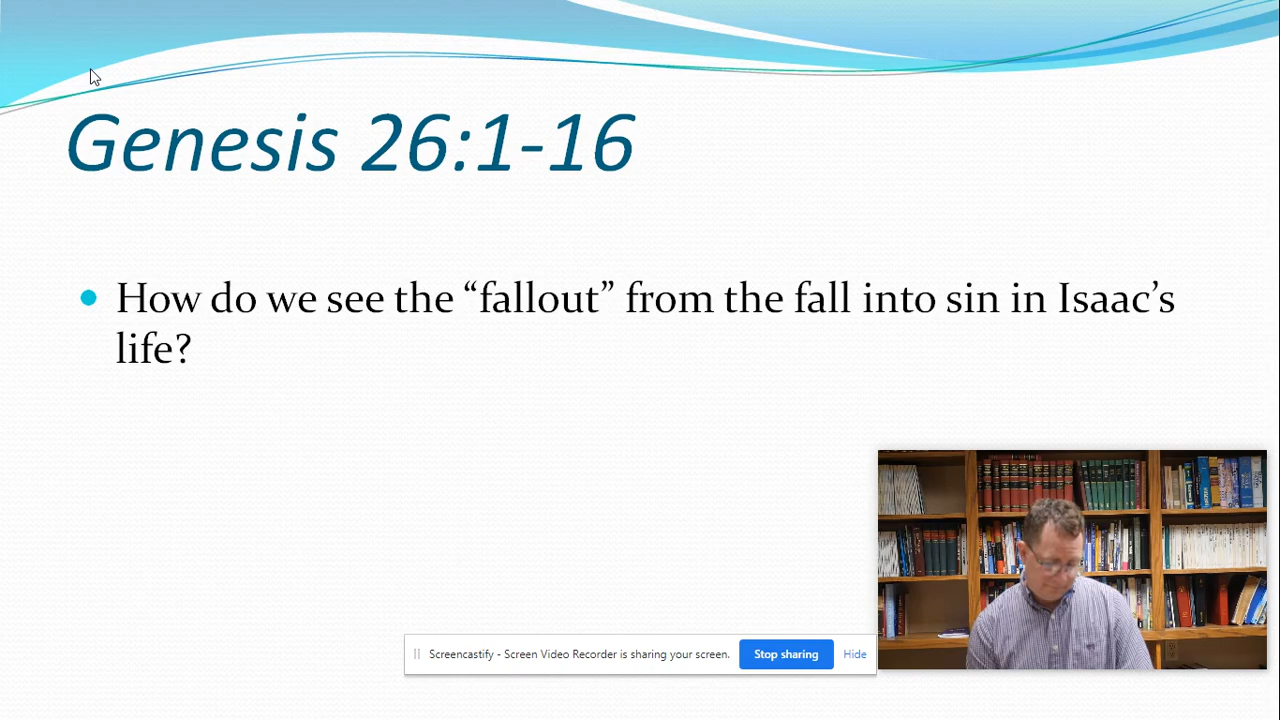 Genesis 26:1-16
How do we see the “fallout” from the fall into sin in Isaac’s
life?
Screencastify - Screen Video Recorder is sharing your screen. Stop sharing Hide